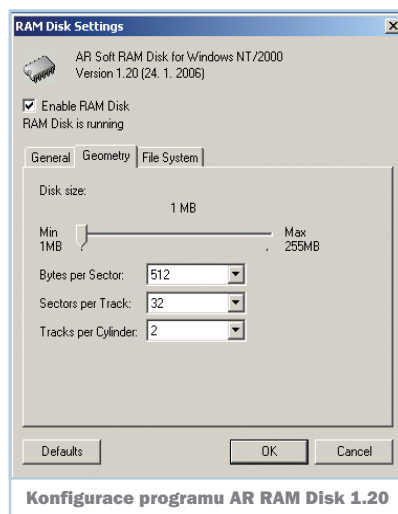 RAM Disk Settings
AR Soft RAM Disk for Windows NT/2000
Version 1.20 (24. 1. 2006)
Enable RAM Disk
RAM Disk is running
General Geometry File System
Disk size:
1 MB
Min Max
1MB 255MB
Bytes per Sector: 512
Sectors per Track: 32
Tracks per Cylinder: 2
Defaults OK Cancel
Konfigurace programu AR RAM Disk 1.20